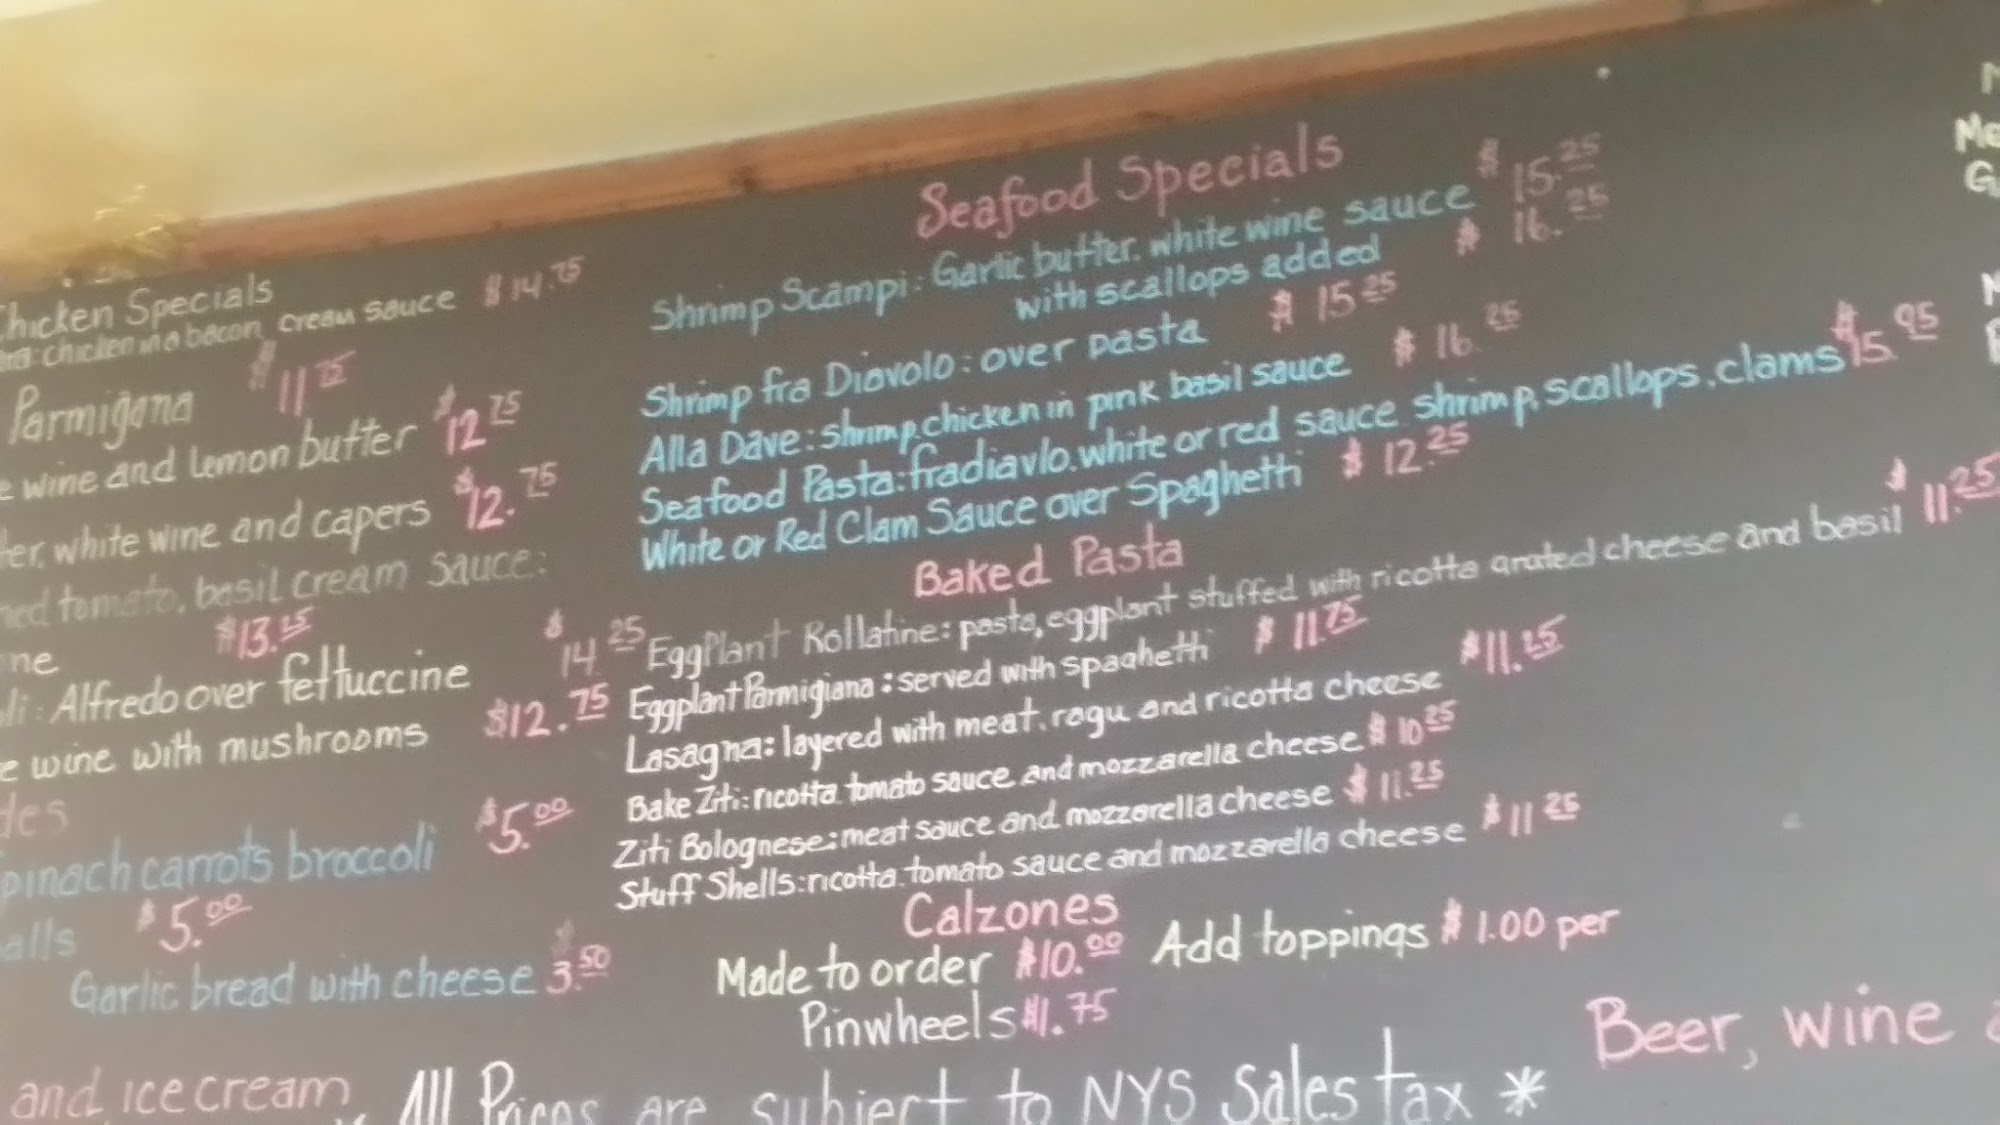 Chicken Specials
chicken in a bacon cream sauce $14.75
Parmigana $11.75
wine and lemon butter $12.75
white wine and capers $12.75
tomato, basil cream sauce:
$13.25
Alfredo over fettuccine $14.25
wine with mushrooms $12.75
spinach carrots broccoli $5.00
$5.00
Garlic bread with cheese 3.50
and ice cream
Seafood Specials
Shrimp Scampi: Garlic butter, white wine sauce $15.25
with scallops added $16.25
Shrimp fra Diavolo: over pasta $15.25
Alla Dave: shrimp, chicken in pink basil sauce $16.25
Seafood Pasta: fradiavlo, white or red sauce shrimp, scallops, clams $15.95
White or Red Clam Sauce over Spaghetti $12.25
Baked Pasta
EggPlant Rollatine: pasta, eggplant stuffed with ricotta grated cheese and basil $11.25
Eggplant Parmigiana: served with spaghetti $11.75
Lasagna: layered with meat, ragu and ricotta cheese $11.25
Bake Ziti: ricotta tomato sauce and mozzarella cheese $10.25
Ziti Bolognese: meat sauce and mozzarella cheese $11.25
Stuff Shells: ricotta, tomato sauce and mozzarella cheese $11.25
Calzones
Made to order $10.00 Add toppings $1.00 per
Pinwheels $1.75
Beer, wine
All Prices are subject to NYS Sales tax *